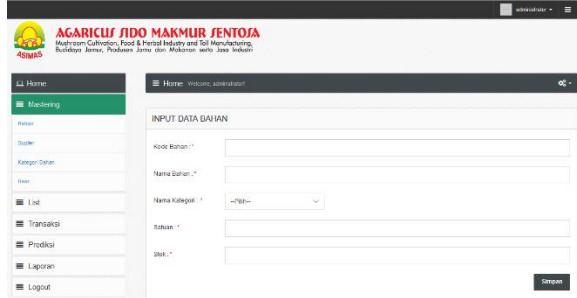 administrator
AGARICUS SIDO MAKMUR SENTOSA
Mushroom Cultivation, Food & Herbal Industry and Toll Manufacturing,
Budidaya Jamur, Produsen Jamu dan Makanan serta Jasa Industri
ASIMAS
Home
Home Welcome, administrator!
Mastering
Bahan
Supplier
Kategori Bahan
User
List
Transaksi
Prediksi
Laporan
Logout
INPUT DATA BAHAN
Kode Bahan : *
Nama Bahan : *
Nama Kategori : *
--Pilih--
Satuan : *
Stok : *
Simpan